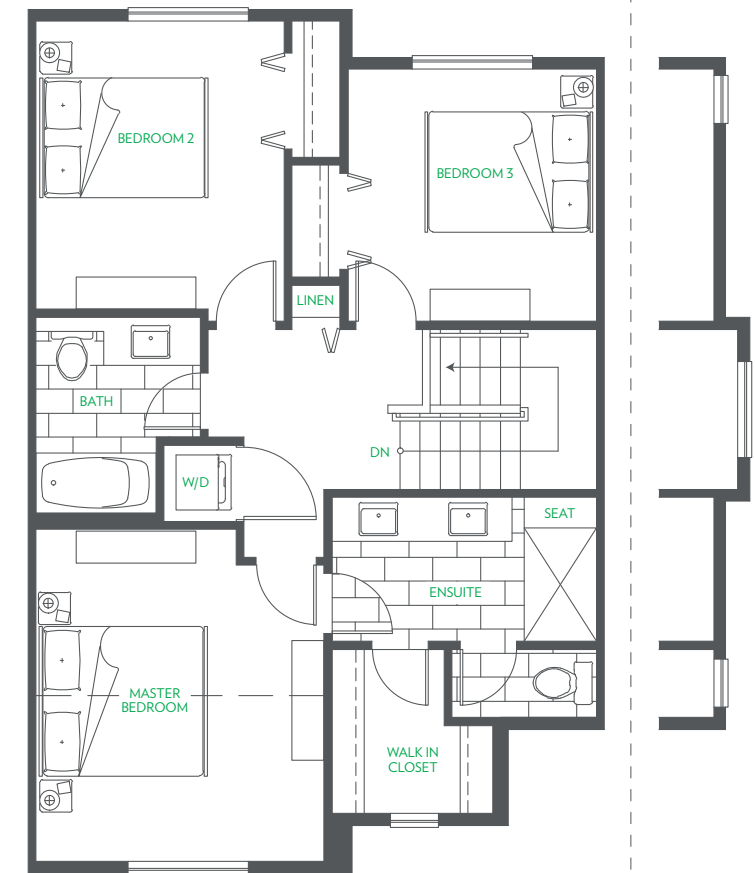 BEDROOM 2
BEDROOM 3
LINEN
BATH
DN
W/D
SEAT
ENSUITE
MASTER
BEDROOM
WALK IN
CLOSET